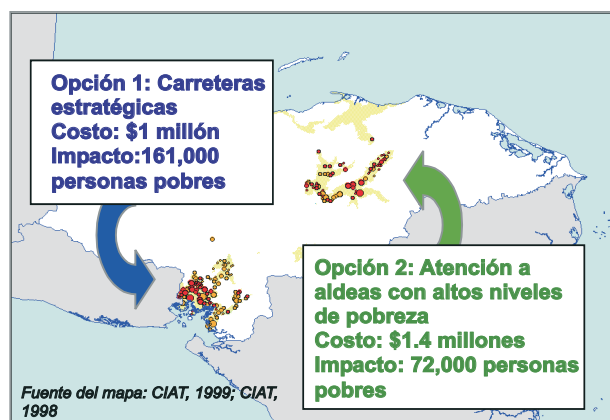 Opción 1: Carreteras
estratégicas
Costo: $1 millón
Impacto:161,000
personas pobres
Opción 2: Atención a
aldeas con altos niveles
de pobreza
Costo: $1.4 millones
Impacto: 72,000 personas
pobres
Fuente del mapa: CIAT, 1999; CIAT,
1998